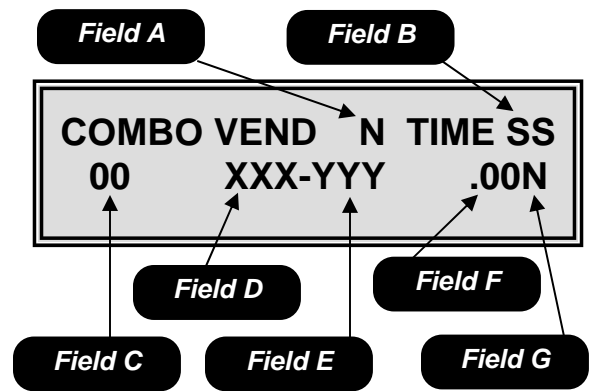 Field A Field B
COMBO VEND N TIME SS
00 XXX-YYY .00N
Field D Field F
Field C Field E Field G